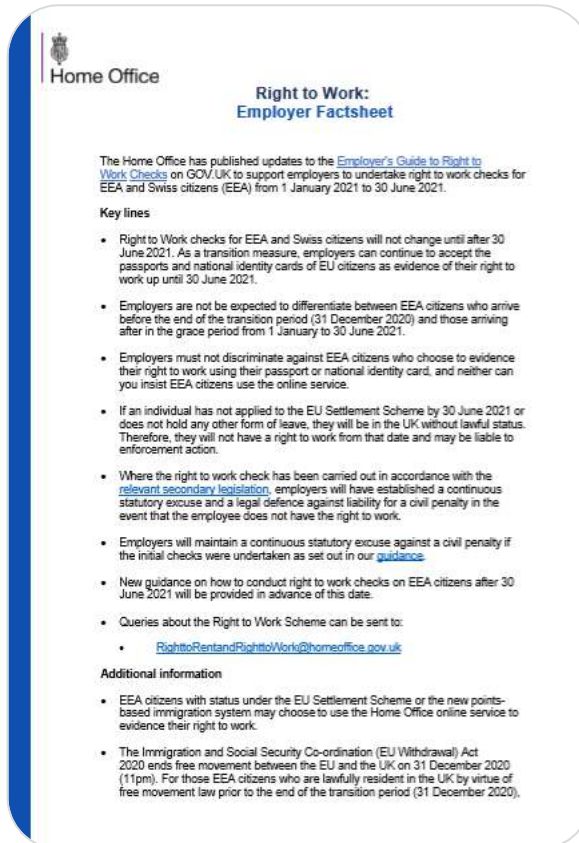 Home Office
Right to Work:
Employer Factsheet
The Home Office has published updates to the Employer's Guide to Right to
Work Checks on GOV.UK to support employers to undertake right to work checks for
EEA and Swiss citizens (EEA) from 1 January 2021 to 30 June 2021.
Key lines
• Right to Work checks for EEA and Swiss citizens will not change until after 30
June 2021. As a transition measure, employers can continue to accept the
passports and national identity cards of EU citizens as evidence of their right to
work up until 30 June 2021.
• Employers are not be expected to differentiate between EEA citizens who arrive
before the end of the transition period (31 December 2020) and those arriving
after in the grace period from 1 January to 30 June 2021.
• Employers must not discriminate against EEA citizens who choose to evidence
their right to work using their passport or national identity card, and neither can
you insist EEA citizens use the online service.
• If an individual has not applied to the EU Settlement Scheme by 30 June 2021 or
does not hold any other form of leave, they will be in the UK without lawful status.
Therefore, they will not have a right to work from that date and may be liable to
enforcement action.
• Where the right to work check has been carried out in accordance with the
relevant secondary legislation, employers will have established a continuous
statutory excuse and a legal defence against liability for a civil penalty in the
event that the employee does not have the right to work.
• Employers will maintain a continuous statutory excuse against a civil penalty if
the initial checks were undertaken as set out in our guidance.
• New guidance on how to conduct right to work checks on EEA citizens after 30
June 2021 will be provided in advance of this date.
• Queries about the Right to Work Scheme can be sent to:
• RighttoRentandRighttoWork@homeoffice.gov.uk
Additional information
• EEA citizens with status under the EU Settlement Scheme or the new points-
based immigration system may choose to use the Home Office online service to
evidence their right to work.
• The Immigration and Social Security Co-ordination (EU Withdrawal) Act
2020 ends free movement between the EU and the UK on 31 December 2020
(11pm). For those EEA citizens who are lawfully resident in the UK by virtue of
free movement law prior to the end of the transition period (31 December 2020),